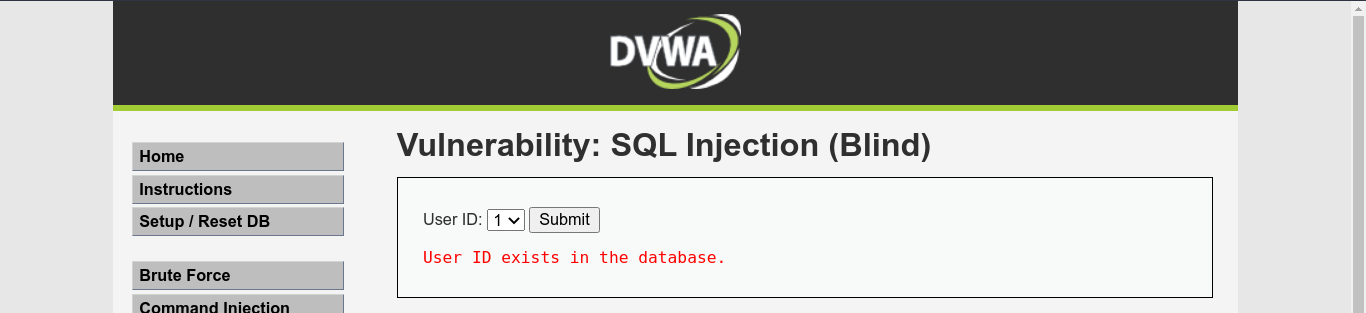 DVWA
Home
Instructions
Setup / Reset DB
Brute Force
Command Injection
Vulnerability: SQL Injection (Blind)
User ID: 1 Submit
User ID exists in the database.